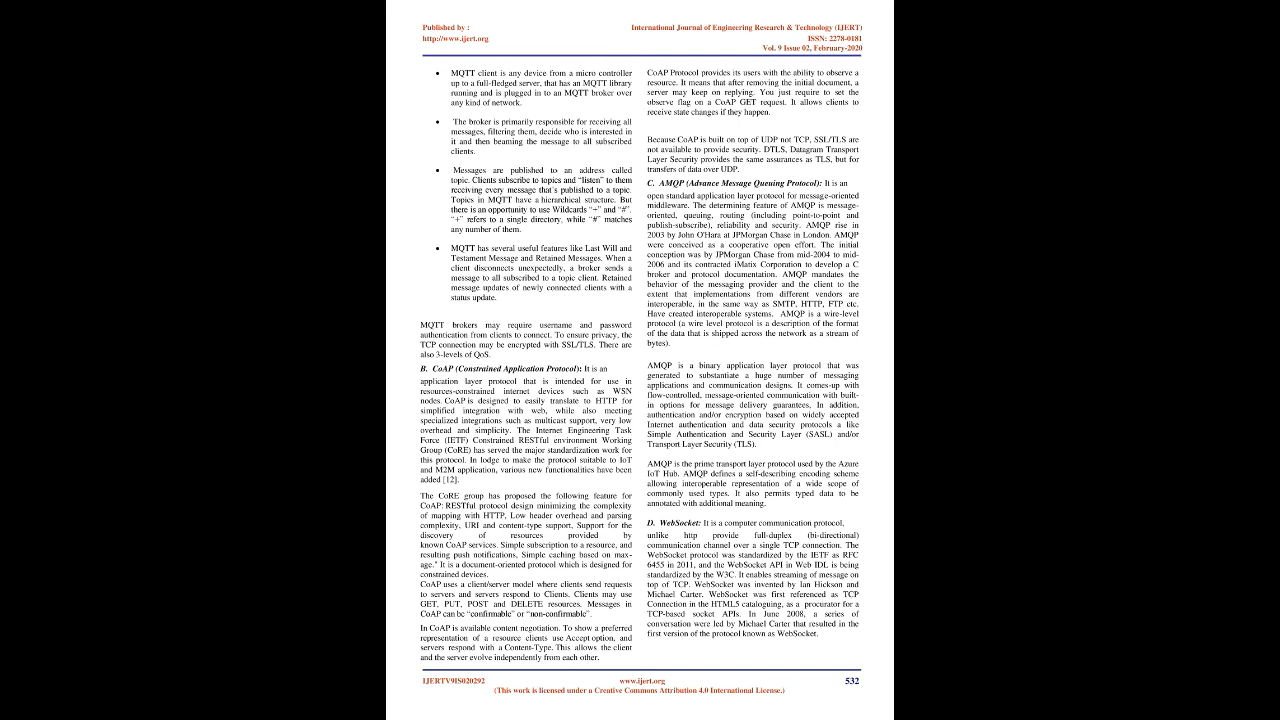 Published by :
http://www.ijert.org
International Journal of Engineering Research & Technology (IJERT)
ISSN: 2278-0181
Vol. 9 Issue 02, February-2020
• MQTT client is any device from a micro controller
up to a full-fledged server, that has an MQTT library
running and is plugged in to an MQTT broker over
any kind of network.
• The broker is primarily responsible for receiving all
messages, filtering them, decide who is interested in
it and then beaming the message to all subscribed
clients.
• Messages are published to an address called
topic. Clients subscribe to topics and “listen” to them
receiving every message that’s published to a topic.
Topics in MQTT have a hierarchical structure. But
there is an opportunity to use Wildcards “+” and “#”.
“+” refers to a single directory, while “#” matches
any number of them.
• MQTT has several useful features like Last Will and
Testament Message and Retained Messages. When a
client disconnects unexpectedly, a broker sends a
message to all subscribed to a topic client. Retained
message updates of newly connected clients with a
status update.
MQTT brokers may require username and password
authentication from clients to connect. To ensure privacy, the
TCP connection may be encrypted with SSL/TLS. There are
also 3-levels of QoS.
B. CoAP (Constrained Application Protocol): It is an
application layer protocol that is intended for use in
resources-constrained internet devices such as WSN
nodes. CoAP is designed to easily translate to HTTP for
simplified integration with web, while also meeting
specialized integrations such as multicast support, very low
overhead and simplicity. The Internet Engineering Task
Force (IETF) Constrained RESTful environment Working
Group (CoRE) has served the major standardization work for
this protocol. In lodge to make the protocol suitable to IoT
and M2M application, various new functionalities have been
added [12].
The CoRE group has proposed the following feature for
CoAP: RESTful protocol design minimizing the complexity
of mapping with HTTP, Low header overhead and parsing
complexity, URI and content-type support, Support for the
discovery of resources provided by
known CoAP services. Simple subscription to a resource, and
resulting push notifications, Simple caching based on max-
age." It is a document-oriented protocol which is designed for
constrained devices.
CoAP uses a client/server model where clients send requests
to servers and servers respond to Clients. Clients may use
GET, PUT, POST and DELETE resources. Messages in
CoAP can be “confirmable” or “non-confirmable”.
In CoAP is available content negotiation. To show a preferred
representation of a resource clients use Accept option, and
servers respond with a Content-Type. This allows the client
and the server evolve independently from each other.
CoAP Protocol provides its users with the ability to observe a
resource. It means that after removing the initial document, a
server may keep on replying. You just require to set the
observe flag on a CoAP GET request. It allows clients to
receive state changes if they happen.
Because CoAP is built on top of UDP not TCP, SSL/TLS are
not available to provide security. DTLS, Datagram Transport
Layer Security provides the same assurances as TLS, but for
transfers of data over UDP.
C. AMQP (Advance Message Queuing Protocol): It is an
open standard application layer protocol for message-oriented
middleware. The determining feature of AMQP is message-
oriented, queuing, routing (including point-to-point and
publish-subscribe), reliability and security. AMQP rise in
2003 by John O'Hara at JPMorgan Chase in London. AMQP
were conceived as a cooperative open effort. The initial
conception was by JPMorgan Chase from mid-2004 to mid-
2006 and its contracted iMatix Corporation to develop a C
broker and protocol documentation. AMQP mandates the
behavior of the messaging provider and the client to the
extent that implementations from different vendors are
interoperable, in the same way as SMTP, HTTP, FTP etc.
Have created interoperable systems. AMQP is a wire-level
protocol (a wire level protocol is a description of the format
of the data that is shipped across the network as a stream of
bytes).
AMQP is a binary application layer protocol that was
generated to substantiate a huge number of messaging
applications and communication designs. It comes-up with
flow-controlled, message-oriented communication with built-
in options for message delivery guarantees, In addition,
authentication and/or encryption based on widely accepted
Internet authentication and data security protocols a like
Simple Authentication and Security Layer (SASL) and/or
Transport Layer Security (TLS).
AMQP is the prime transport layer protocol used by the Azure
IoT Hub. AMQP defines a self-describing encoding scheme
allowing interoperable representation of a wide scope of
commonly used types. It also permits typed data to be
annotated with additional meaning.
D. WebSocket: It is a computer communication protocol,
unlike http provide full-duplex (bi-directional)
communication channel over a single TCP connection. The
WebSocket protocol was standardized by the IETF as RFC
6455 in 2011, and the WebSocket API in Web IDL is being
standardized by the W3C. It enables streaming of message on
top of TCP. WebSocket was invented by Ian Hickson and
Michael Carter. WebSocket was first referenced as TCP
Connection in the HTML5 cataloguing, as a procurator for a
TCP-based socket APIs. In June 2008, a series of
conversation were led by Michael Carter that resulted in the
first version of the protocol known as WebSocket.
IJERTV9IS020292
www.ijert.org
532
(This work is licensed under a Creative Commons Attribution 4.0 International License.)